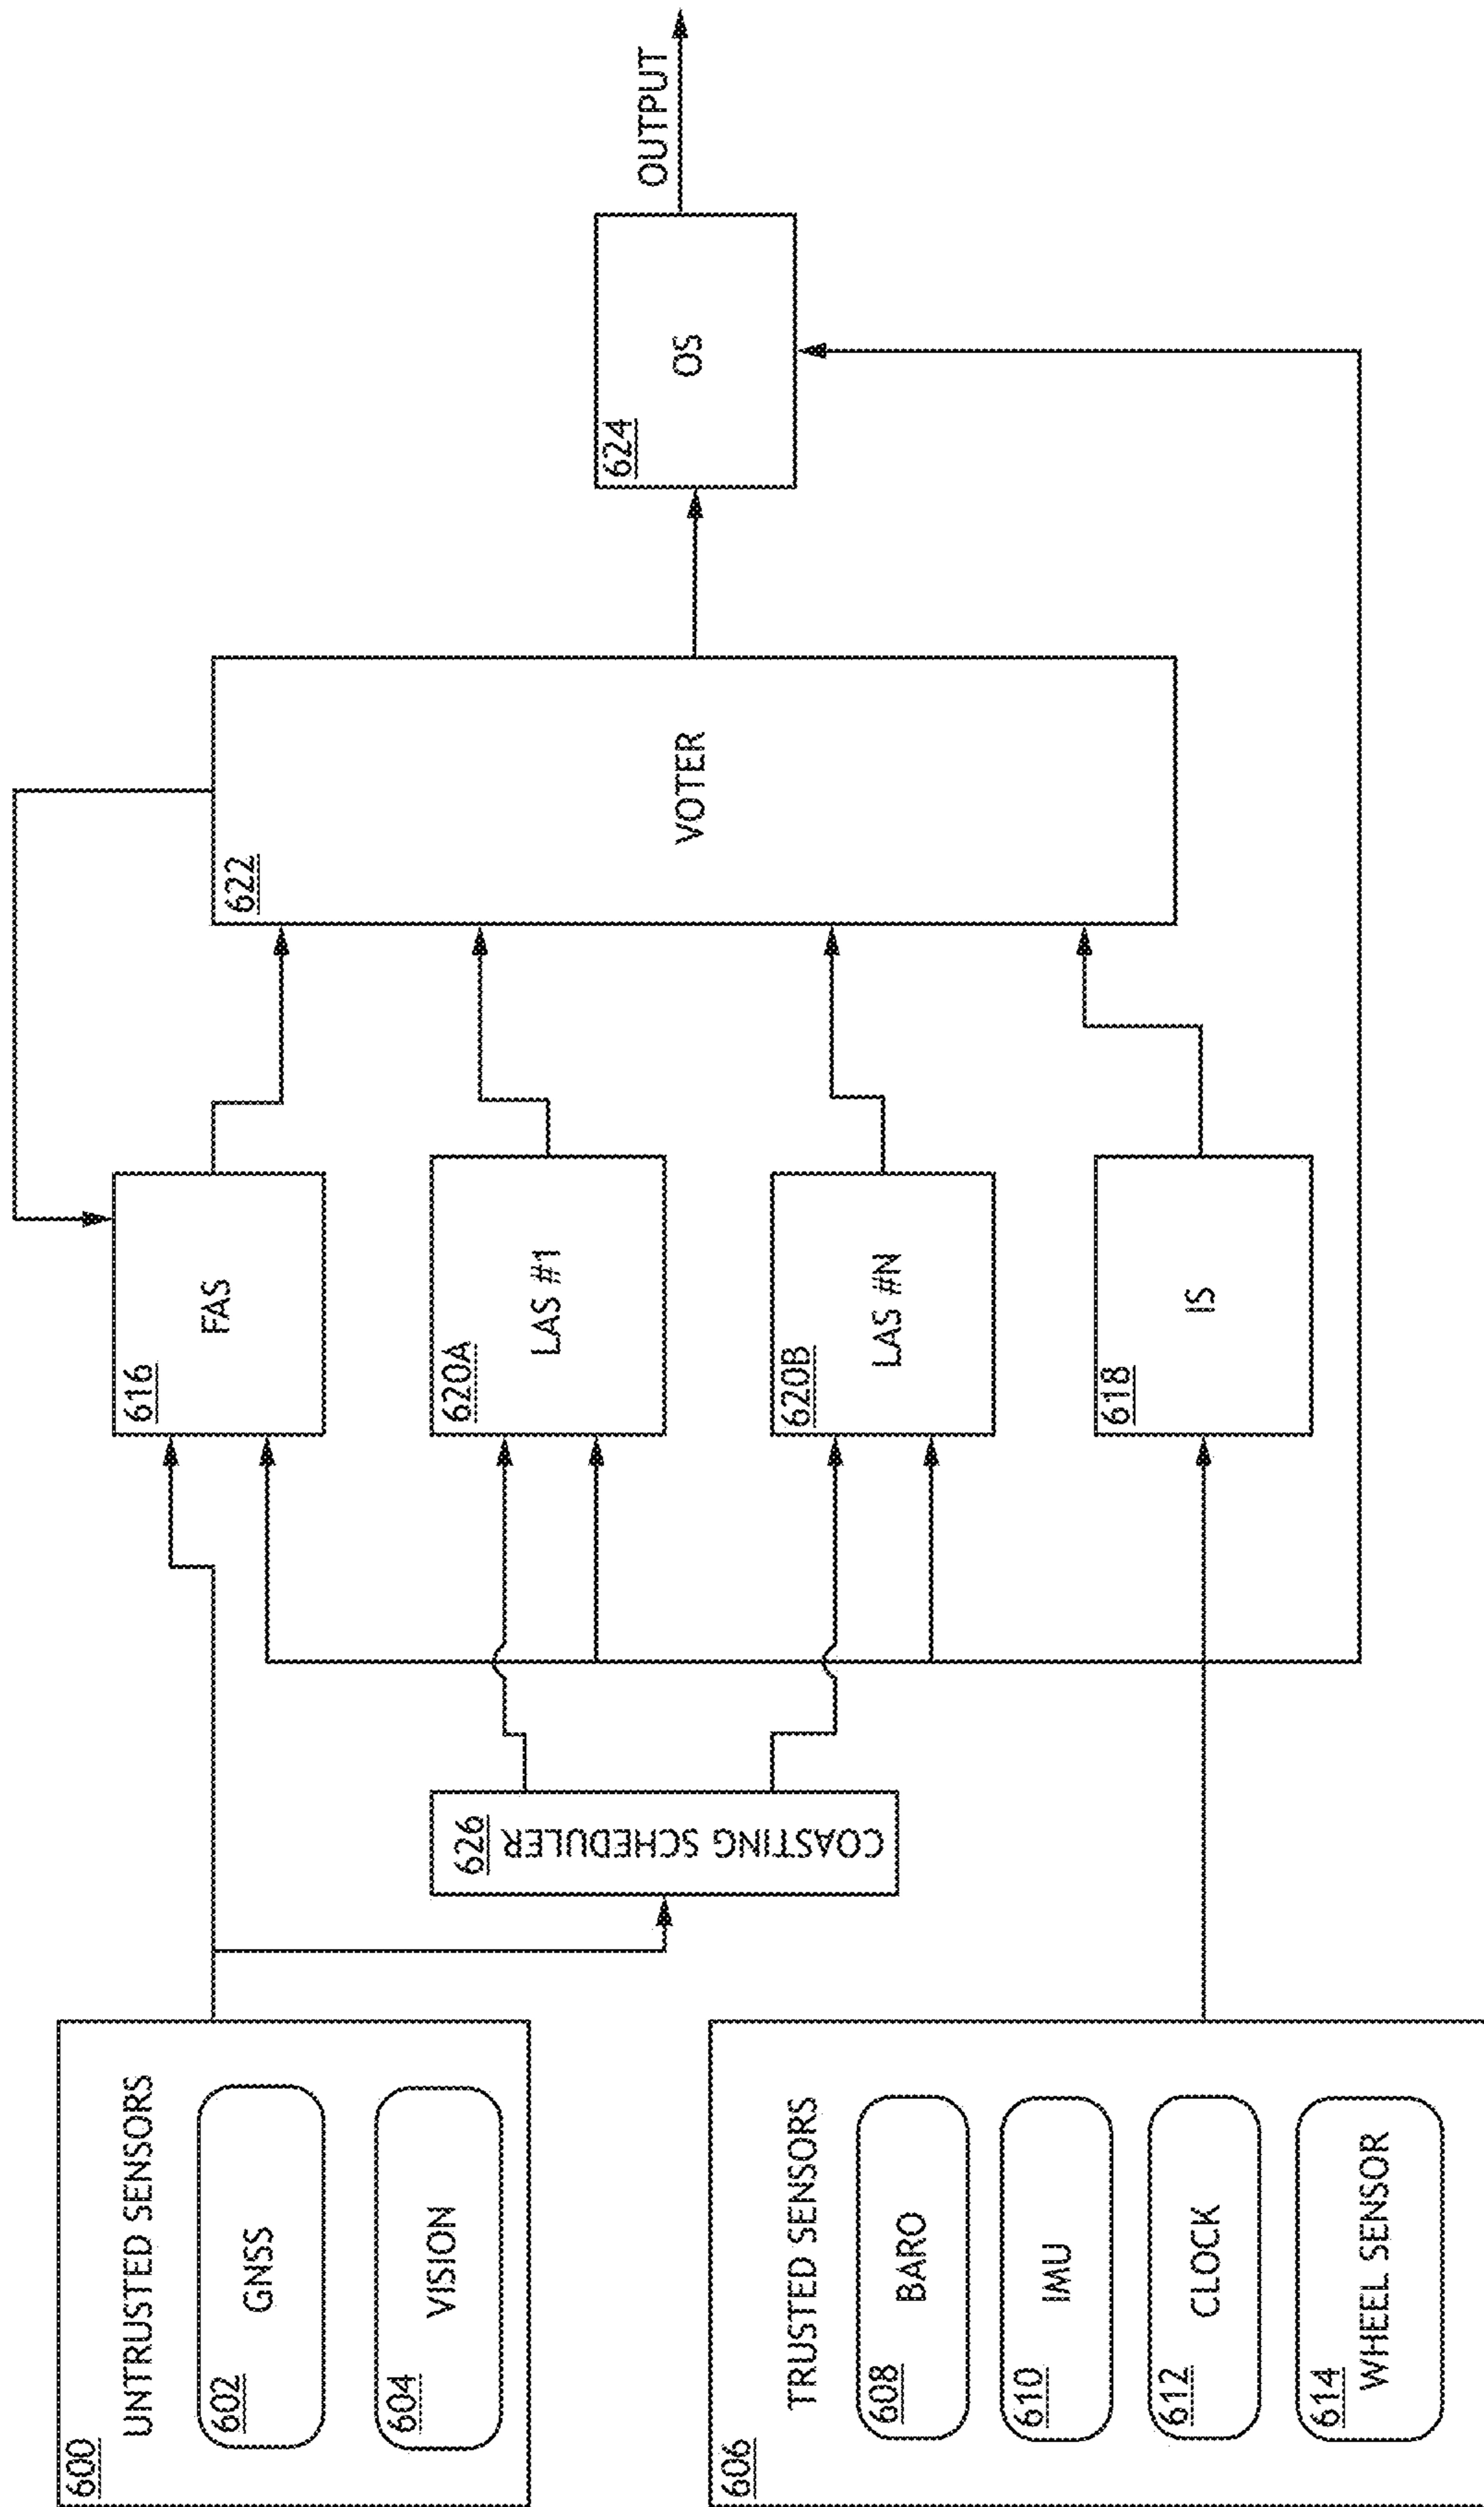 600
UNTRUSTED SENSORS
602
GNSS
604
VISION
606
TRUSTED SENSORS
608
BARO
610
IMU
612
CLOCK
614
WHEEL SENSOR
626
COASTING SCHEDULER
616
FAS
620A
LAS #1
620B
LAS #N
618
IS
622
VOTER
624
OS
OUTPUT